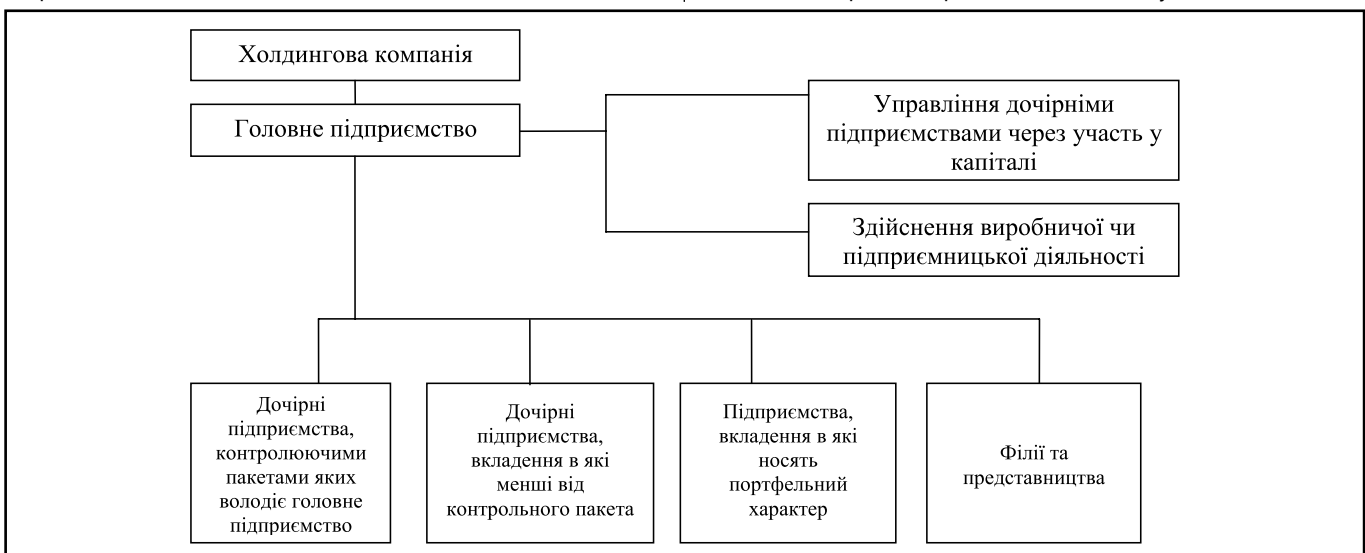 Холдингова компанія
Головне підприємство
Управління дочірніми
підприємствами через участь у
капіталі
Здійснення виробничої чи
підприємницької діяльності
Дочірні
підприємства,
контролюючими
пакетами яких
володіє головне
підприємство
Дочірні
підприємства,
вкладення в які
менші від
контрольного пакета
Підприємства,
вкладення в які
носять
портфельний
характер
Філії та
представництва